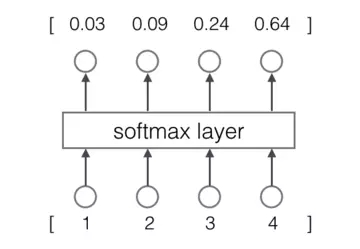 [ 0.03 0.09 0.24 0.64 ]
softmax layer
[ 1 2 3 4 ]